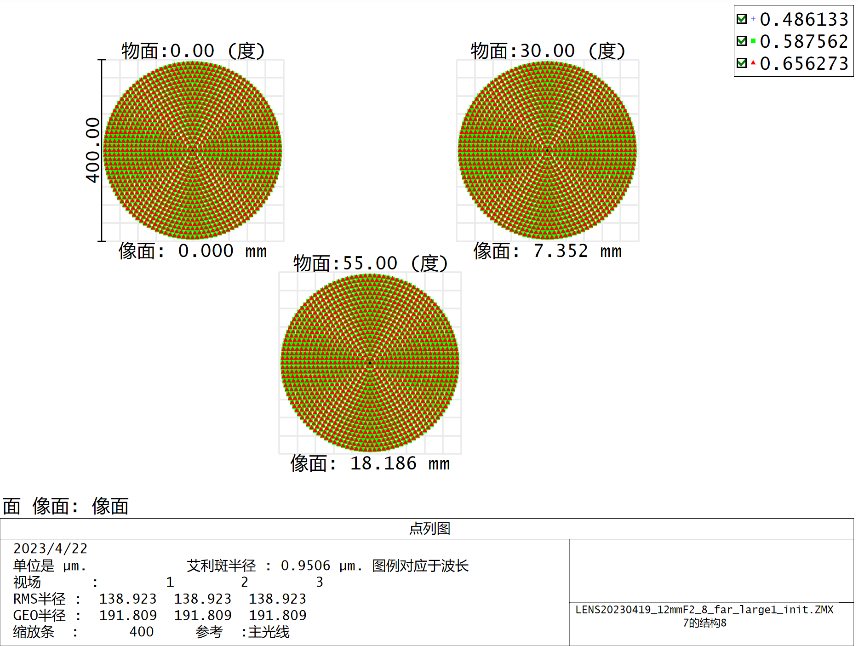 0.486133
0.587562
0.656273
物面:0.00 (度)
物面:30.00 (度)
400.00
像面: 0.000 mm
像面: 7.352 mm
物面:55.00 (度)
像面: 18.186 mm
面 像面: 像面
点列图
2023/4/22
单位是 µm. 艾利斑半径 : 0.9506 µm. 图例对应于波长
视场 : 1 2 3
RMS半径 : 138.923 138.923 138.923
GEO半径 : 191.809 191.809 191.809
缩放条 : 400 参考 :主光线
LENS20230419_12mmF2_8_far_large1_init.ZMX
7的结构8